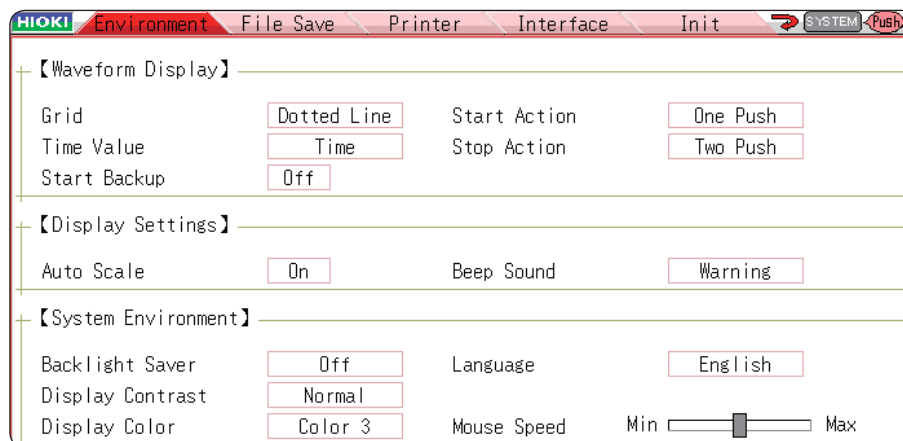 HIOKI Environment File Save Printer Interface Init SYSTEM Push
【Waveform Display】
Grid Dotted Line Start Action One Push
Time Value Time Stop Action Two Push
Start Backup Off
【Display Settings】
Auto Scale On Beep Sound Warning
【System Environment】
Backlight Saver Off Language English
Display Contrast Normal
Display Color Color 3 Mouse Speed Min Max